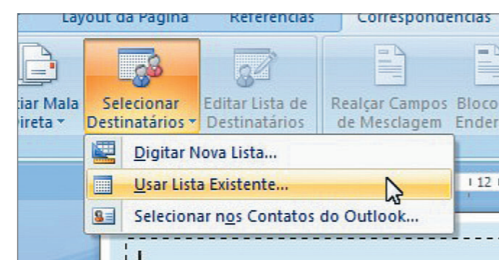 Layout da Página Referências Correspondências
Selecionar Editar Lista de Realçar Campos Bloco
ciar Mala Destinatários Destinatários de Mesclagem Ender
ireta
Digitar Nova Lista...
Usar Lista Existente... 12
Selecionar nos Contatos do Outlook...